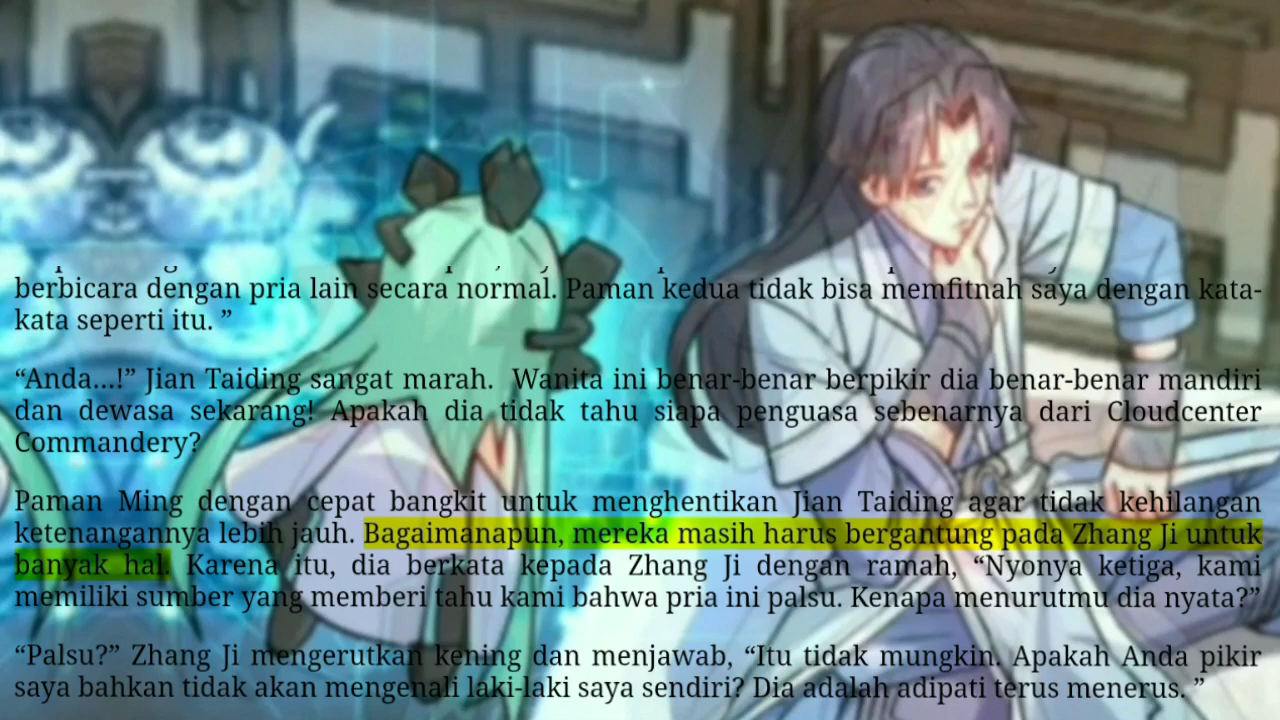 berbicara dengan pria lain secara normal. Paman kedua tidak bisa memfitnah saya dengan kata-
kata seperti itu. ”
“Anda...!” Jian Taiding sangat marah.  Wanita ini benar-benar berpikir dia benar-benar mandiri
dan dewasa sekarang! Apakah dia tidak tahu siapa penguasa sebenarnya dari Cloudcenter
Commandery?
Paman Ming dengan cepat bangkit untuk menghentikan Jian Taiding agar tidak kehilangan
ketenangannya lebih jauh. Bagaimanapun, mereka masih harus bergantung pada Zhang Ji untuk
banyak hal. Karena itu, dia berkata kepada Zhang Ji dengan ramah, “Nyonya ketiga, kami
memiliki sumber yang memberi tahu kami bahwa pria ini palsu. Kenapa menurutmu dia nyata?”
“Palsu?” Zhang Ji mengerutkan kening dan menjawab, “Itu tidak mungkin. Apakah Anda pikir
saya bahkan tidak akan mengenali laki-laki saya sendiri? Dia adalah adipati terus menerus. ”